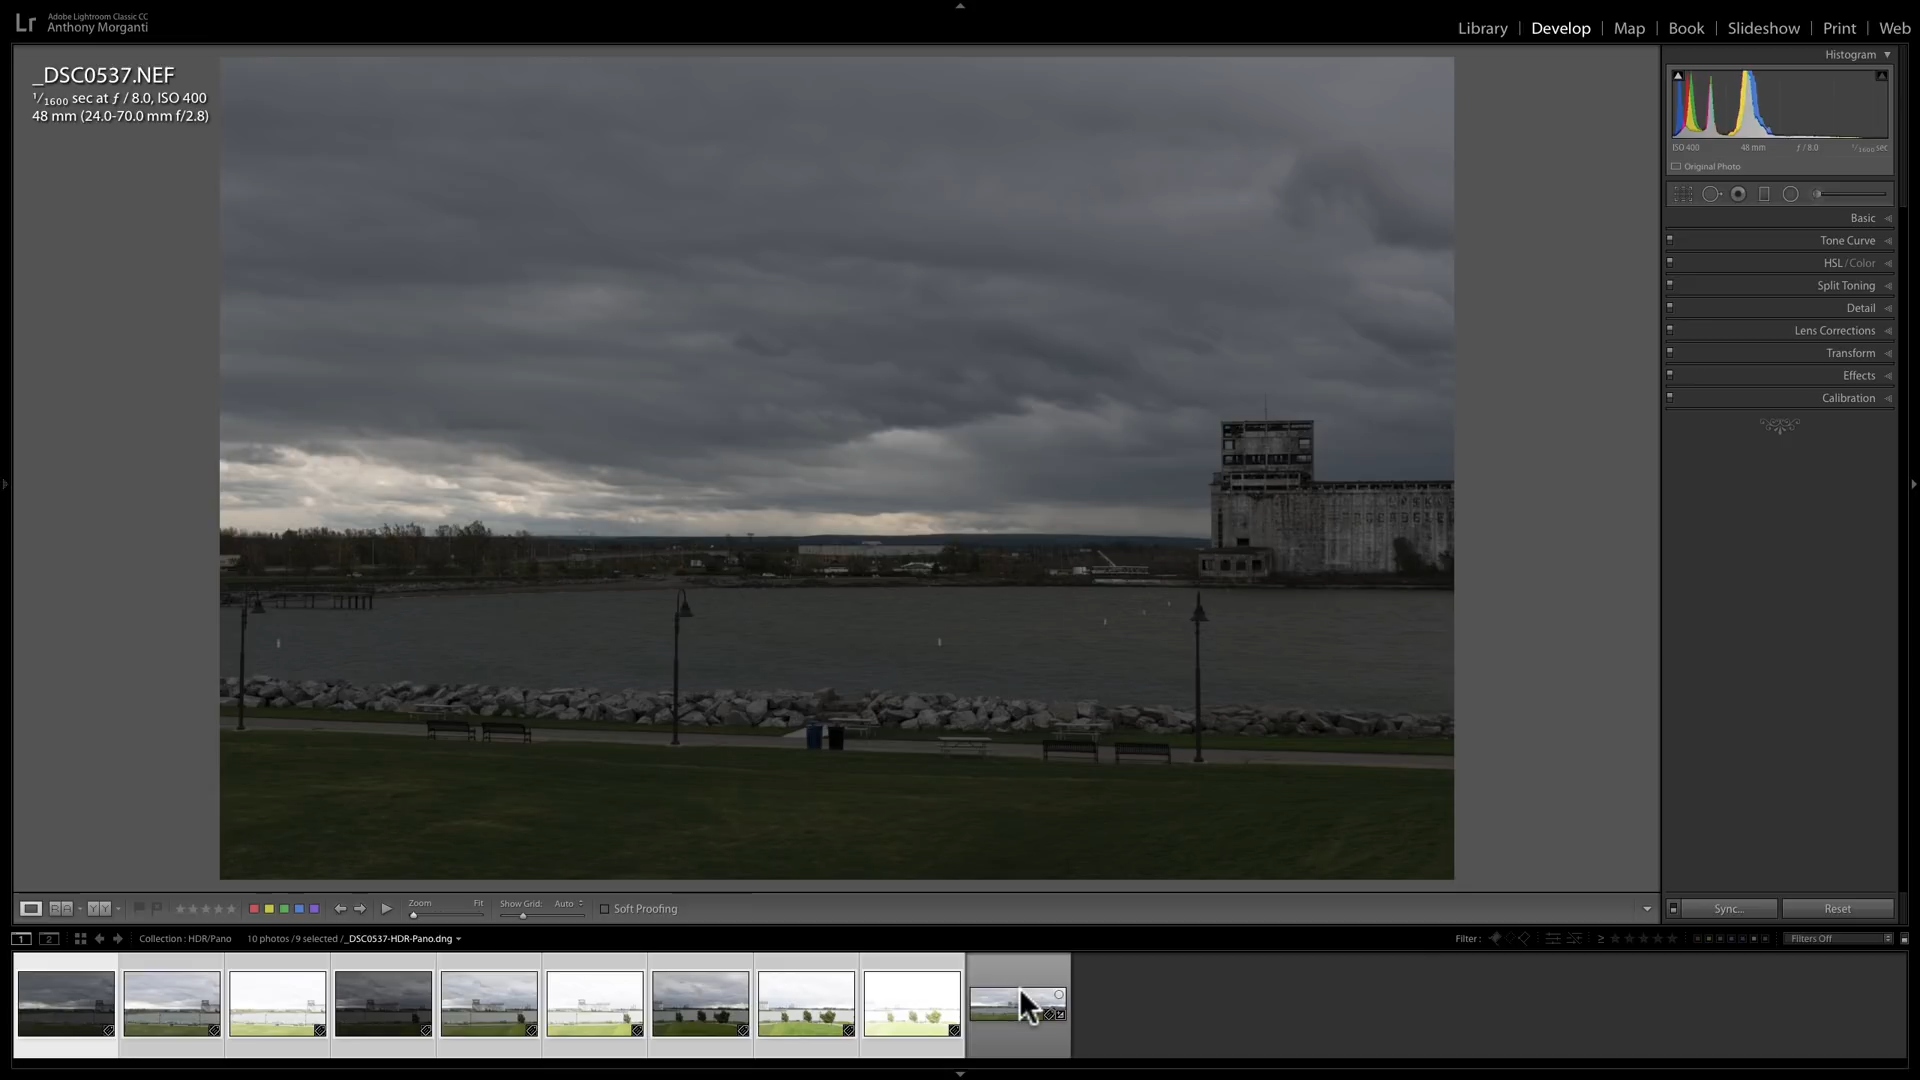 Lr
Adobe Lightroom Classic CC
Anthony Morganti
Library | Develop | Map | Book | Slideshow | Print | Web
_DSC0537.NEF
1/1600 sec at ƒ / 8.0, ISO 400
48 mm (24.0-70.0 mm f/2.8)
Histogram
ISO 400 48 mm ƒ / 8.0 1/1600 sec
Original Photo
Basic
Tone Curve
HSL / Color
Split Toning
Detail
Lens Corrections
Transform
Effects
Calibration
Zoom Fit Show Grid: Auto Soft Proofing
Sync... Reset
1 2 Collection : HDR/Pano 10 photos / 9 selected / _DSC0537-HDR-Pano.dng Filter : Filters Off